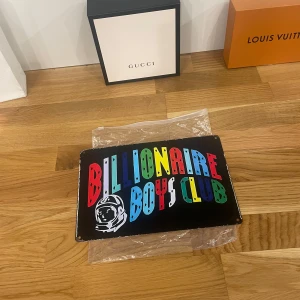 GUCCI
LOUIS VUITT
BILLIONAIRE
BOYS CLUB